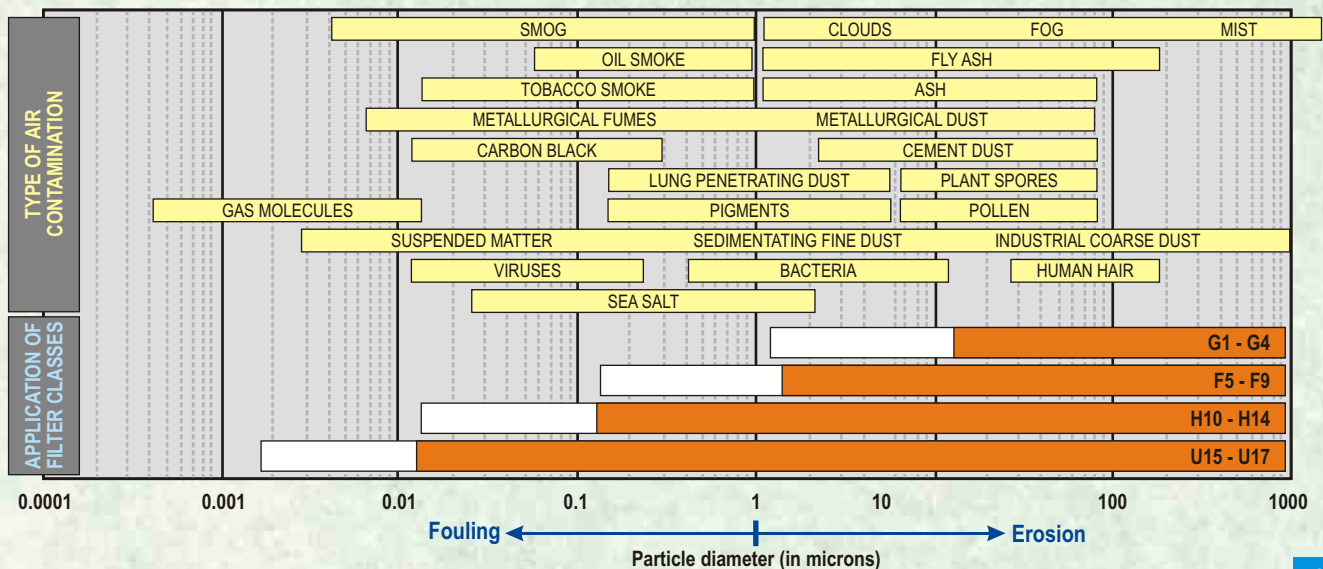 TYPE OF AIR
CONTAMINATION
SMOG
CLOUDS FOG MIST
OIL SMOKE
FLY ASH
TOBACCO SMOKE
ASH
METALLURGICAL FUMES METALLURGICAL DUST
CARBON BLACK
CEMENT DUST
LUNG PENETRATING DUST
PLANT SPORES
GAS MOLECULES
PIGMENTS
POLLEN
SUSPENDED MATTER SEDIMENTATING FINE DUST INDUSTRIAL COARSE DUST
VIRUSES
BACTERIA
HUMAN HAIR
SEA SALT
APPLICATION OF
FILTER CLASSES
G1 - G4
F5 - F9
H10 - H14
U15 - U17
0.0001 0.001 0.01 0.1 1 10 100 1000
Fouling Erosion
Particle diameter (in microns)